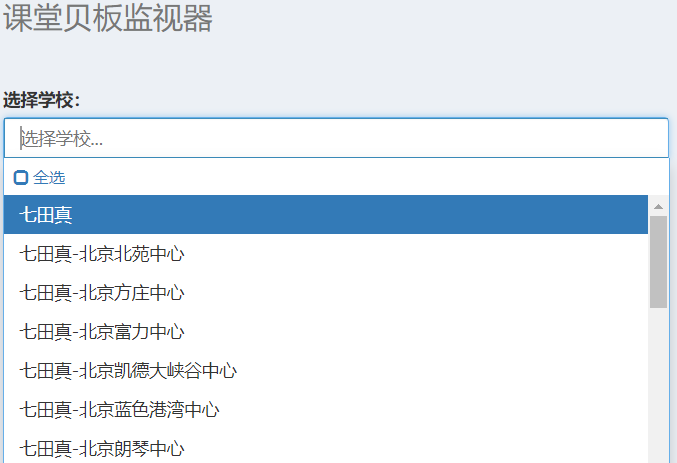 课堂贝板监视器
选择学校：
选择学校...
全选
七田真
七田真-北京北苑中心
七田真-北京方庄中心
七田真-北京富力中心
七田真-北京凯德大峡谷中心
七田真-北京蓝色港湾中心
七田真-北京朗琴中心